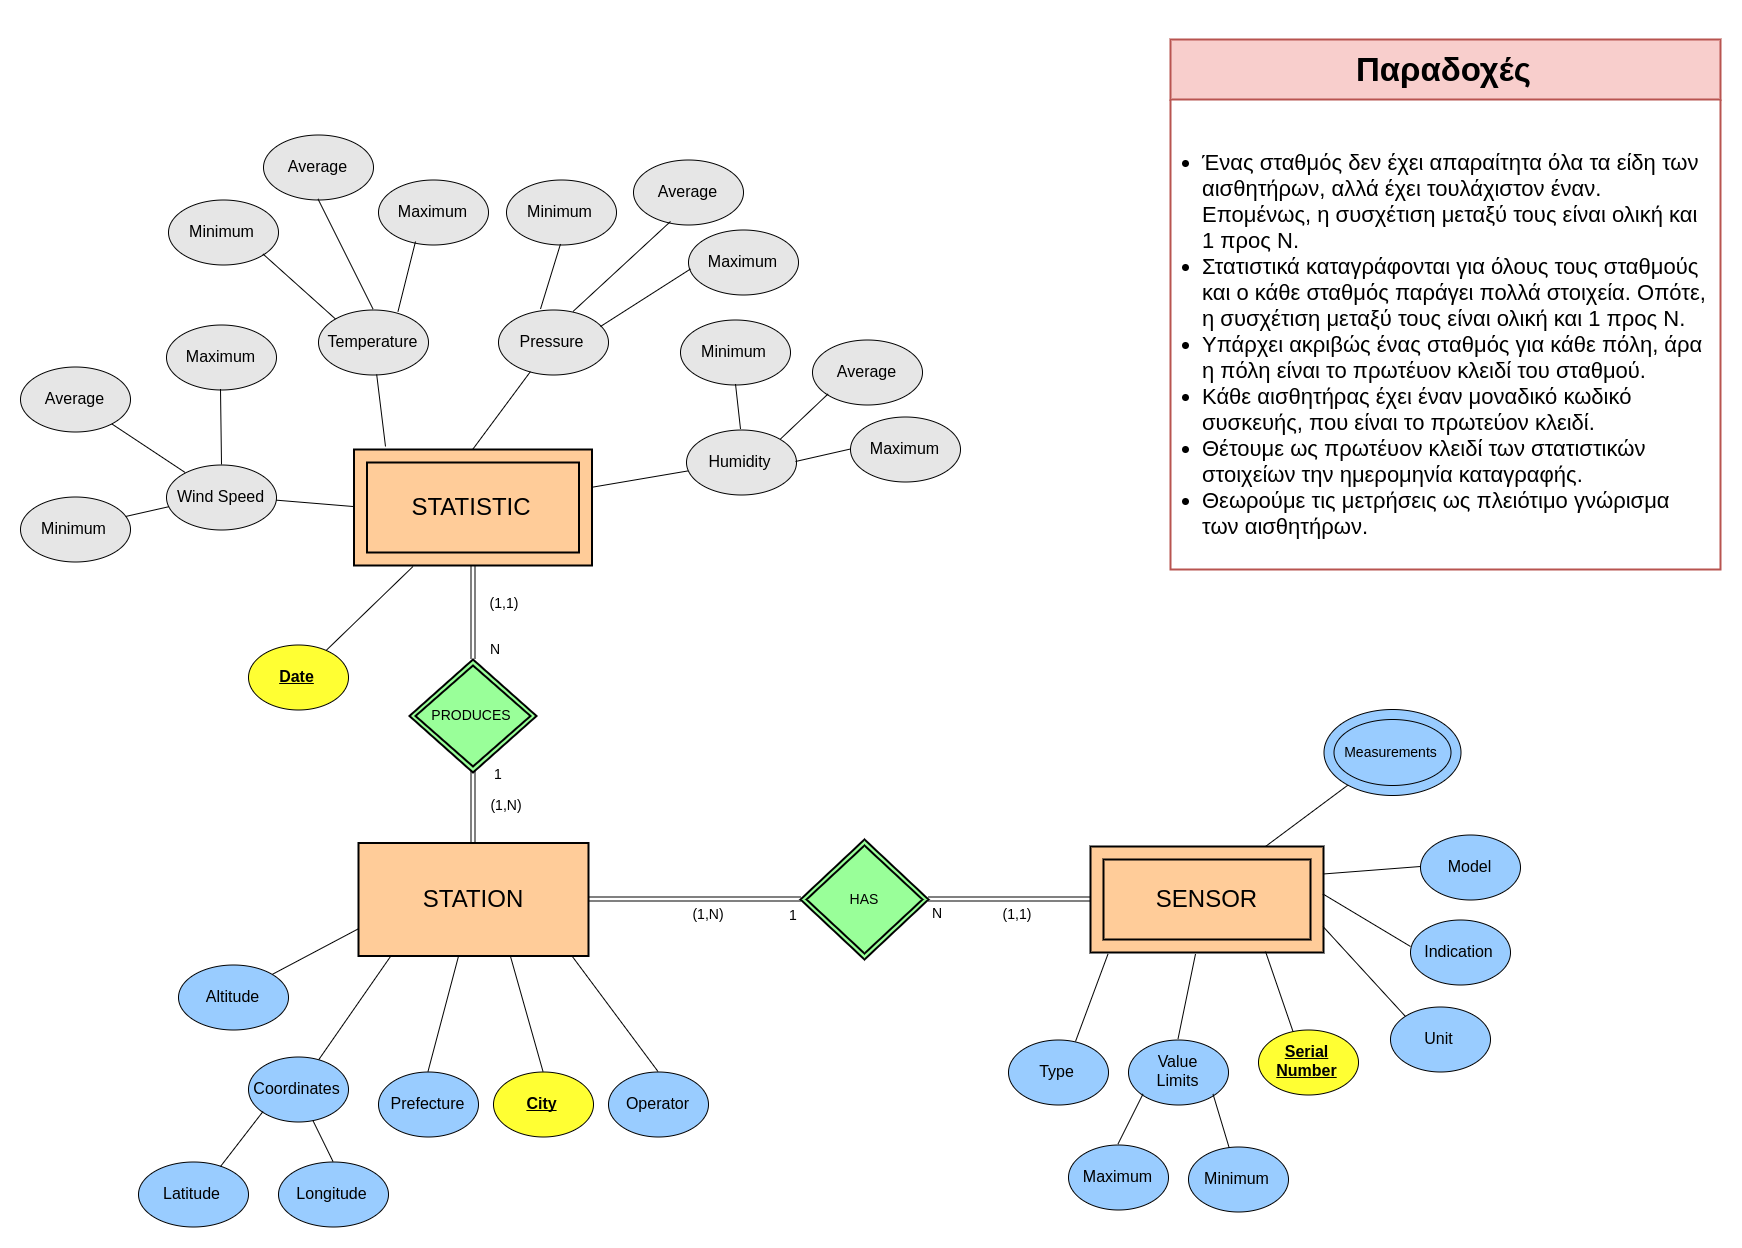 Παραδοχές
• Ένας σταθμός δεν έχει απαραίτητα όλα τα είδη των
αισθητήρων, αλλά έχει τουλάχιστον έναν.
Επομένως, η συσχέτιση μεταξύ τους είναι ολική και
1 προς Ν.
• Στατιστικά καταγράφονται για όλους τους σταθμούς
και ο κάθε σταθμός παράγει πολλά στοιχεία. Οπότε,
η συσχέτιση μεταξύ τους είναι ολική και 1 προς Ν.
• Υπάρχει ακριβώς ένας σταθμός για κάθε πόλη, άρα
η πόλη είναι το πρωτέυον κλειδί του σταθμού.
• Κάθε αισθητήρας έχει έναν μοναδικό κωδικό
συσκευής, που είναι το πρωτεύον κλειδί.
• Θέτουμε ως πρωτέυον κλειδί των στατιστικών
στοιχείων την ημερομηνία καταγραφής.
• Θεωρούμε τις μετρήσεις ως πλειότιμο γνώρισμα
των αισθητήρων.
Average
Minimum
Maximum
Temperature
Minimum
Average
Maximum
Pressure
Minimum
Average
Maximum
Humidity
Maximum
Average
Minimum
Wind Speed
STATISTIC
Date
(1,1)
N
PRODUCES
1
(1,N)
STATION
(1,N)
1
HAS
N
(1,1)
SENSOR
Measurements
Model
Indication
Unit
Serial
Number
Value
Limits
Type
Maximum
Minimum
Altitude
Coordinates
Prefecture
City
Operator
Latitude
Longitude